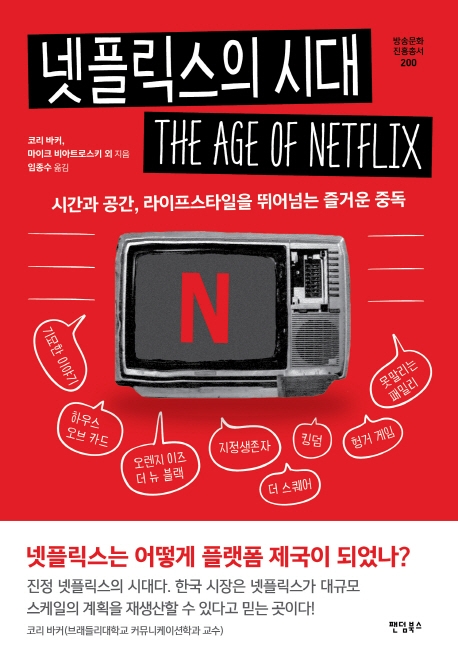 넷플릭스의 시대
방송문화
진흥총서
200
THE AGE OF NETFLIX
코리 바커,
마이크 비아트로스키 외 지음
임종수 옮김
시간과 공간, 라이프스타일을 뛰어넘는 즐거운 중독
N
기묘한 이야기
못말리는
패밀리
하우스
오브 카드
오렌지 이즈
더 뉴 블랙
지정생존자
킹덤
헝거 게임
더 스퀘어
넷플릭스는 어떻게 플랫폼 제국이 되었나?
진정 넷플릭스의 시대다. 한국 시장은 넷플릭스가 대규모
스케일의 계획을 재생산할 수 있다고 믿는 곳이다!
코리 바커(브래들리대학교 커뮤니케이션학과 교수)
팬덤북스